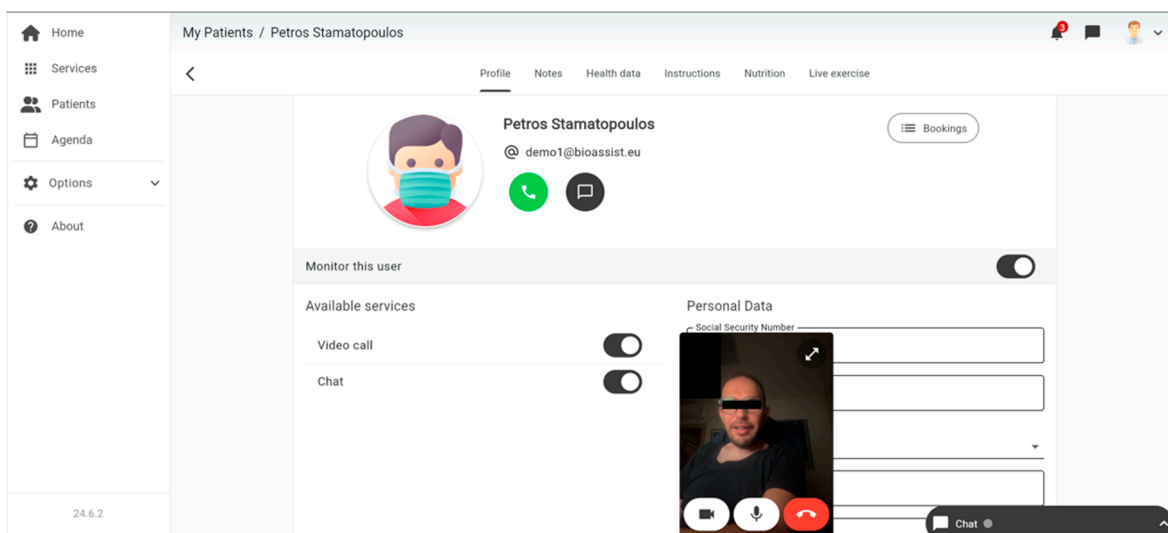 Home
My Patients / Petros Stamatopoulos
3
Services
Profile Notes Health data Instructions Nutrition Live exercise
Patients
Agenda
Options
About
Petros Stamatopoulos
demo1@bioassist.eu
Bookings
Monitor this user
Available services
Video call
Chat
Personal Data
Social Security Number
24.6.2
Chat